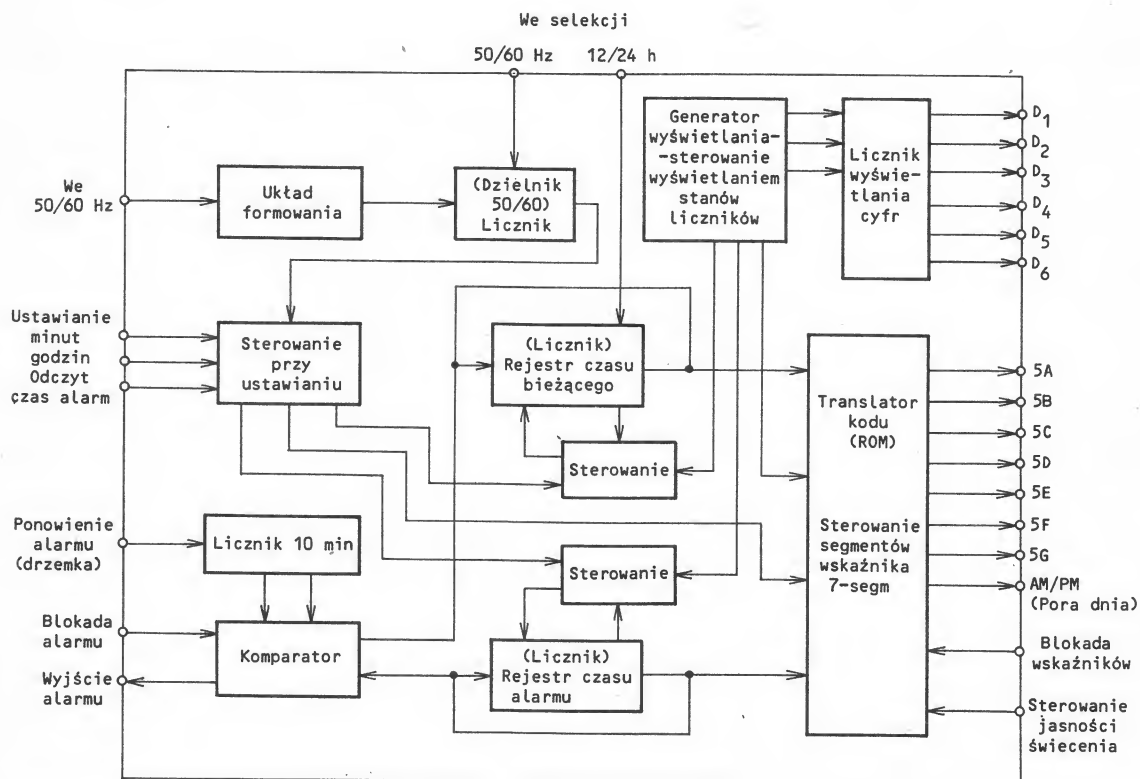 We selekcji
50/60 Hz
12/24 h
Generator
wyświetlania-
-sterowanie
wyświetlaniem
stanów
liczników
Licznik
wyświe-
tlania
cyfr
D1
D2
D3
D4
D5
D6
We
50/60 Hz
Układ
formowania
(Dzielnik
50/60)
Licznik
Ustawianie
minut
godzin
Odczyt
czas alarm
Sterowanie
przy
ustawianiu
(Licznik)
Rejestr czasu
bieżącego
Sterowanie
Translator
kodu
(ROM)
Sterowanie
segmentów
wskaźnika
7-segm
5A
5B
5C
5D
5E
5F
5G
AM/PM
(Pora dnia)
Blokada
wskaźników
Sterowanie
jasności
świecenia
Ponowienie
alarmu
(drzemka)
Licznik 10 min
Sterowanie
Blokada
alarmu
Komparator
(Licznik)
Rejestr czasu
alarmu
Wyjście
alarmu